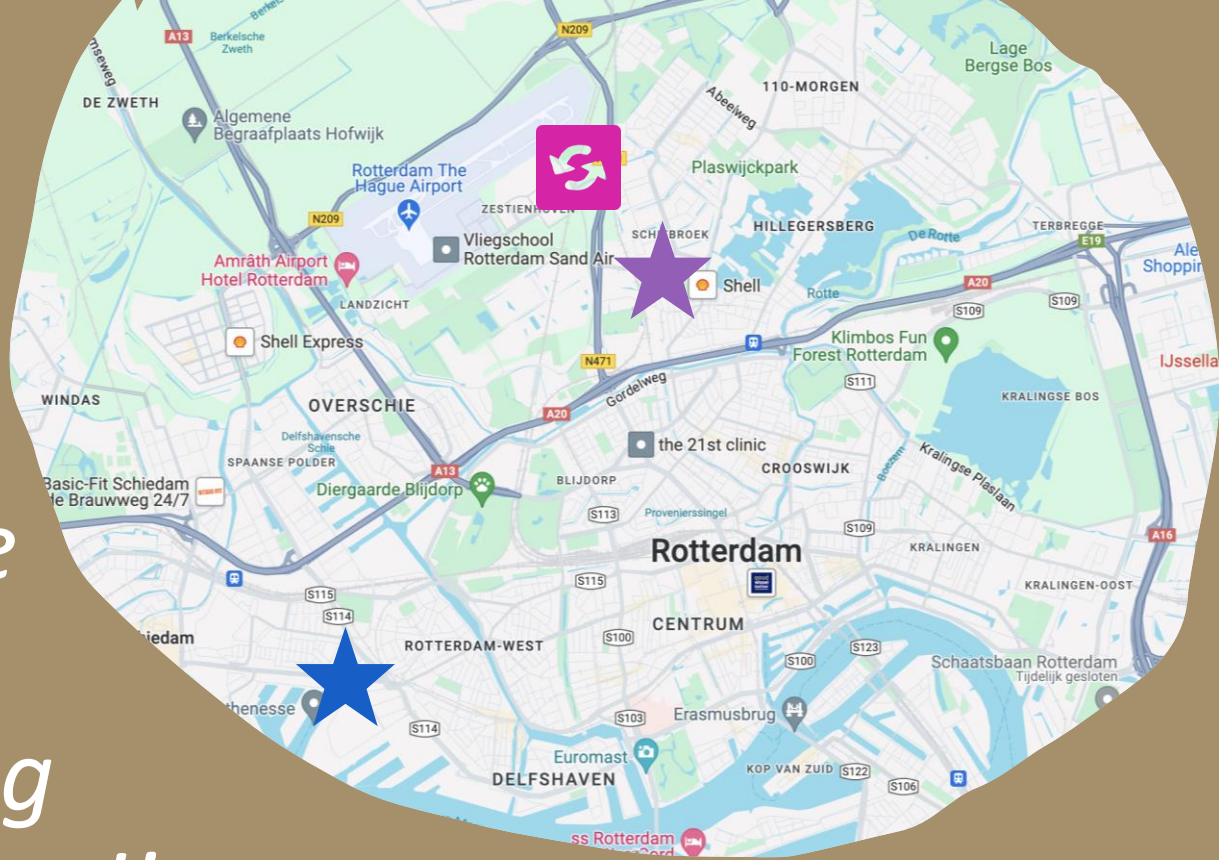 A13
Berkelsche
Zweth
N209
Lage
Bergse Bos
110-MORGEN
DE ZWETH
Abeelweg
Algemene
Begraafplaats Hofwijk
Plaswijckpark
Rotterdam The
Hague Airport
N209
HILLEGERSBERG
De Rotte
TERBREGGE
E19
Vliegschool
Rotterdam Sand Air
Amrâth Airport
Hotel Rotterdam
Shell
A20
Rotte
S109
S109
LANDZICHT
Shell Express
Klimbos Fun
Forest Rotterdam
N471
Gordelweg
S111
WINDAS
OVERSCHIE
A20
KRALINGSE BOS
Delfshavensche
Schie
the 21st clinic
SPAANSE POLDER
A13
CROOSWIJK
Boezem
Kralingse Plaslaan
Basic-Fit Schiedam
de Brauwweg 24/7
Diergaarde Blijdorp
BLIJDORP
S113
Provenierssingel
S109
A16
Rotterdam
KRALINGEN
S115
S115
KRALINGEN-OOST
S114
CENTRUM
S100
ROTTERDAM-WEST
S123
S100
Schaatsbaan Rotterdam
Tijdelijk gesloten
S114
S103
Erasmusbrug
Euromast
DELFSHAVEN
KOP VAN ZUID
S122
S106
ss Rotterdam
e
g